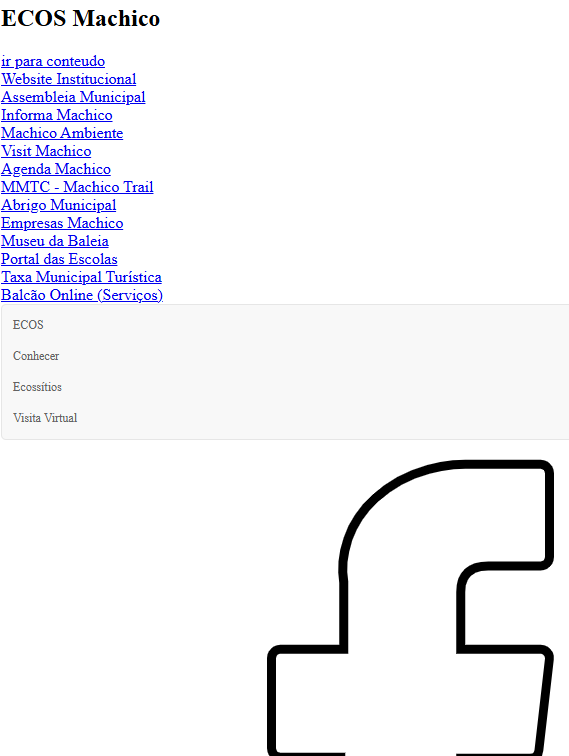 ECOS Machico
ir para conteudo
Website Institucional
Assembleia Municipal
Informa Machico
Machico Ambiente
Visit Machico
Agenda Machico
MMTC - Machico Trail
Abrigo Municipal
Empresas Machico
Museu da Baleia
Portal das Escolas
Taxa Municipal Turística
Balcão Online (Serviços)
ECOS
Conhecer
Ecossítios
Visita Virtual